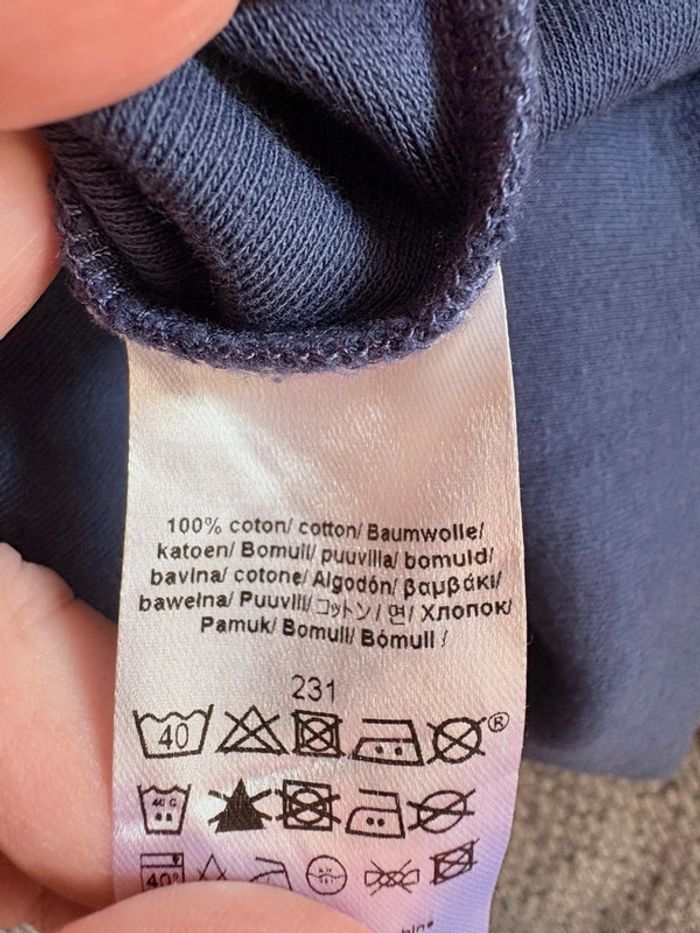 100% coton/ cotton/ Baumwolle/
katoen/ Bomull/ puuvilla/ bomuld/
bavlna/ cotone/ Algodón/ βαμβάκι/
bawełna/ Puuvill/コットン/ 면/ Хлопок/
Pamuk/ Bomull/ Bómull /
231
40 ®
40 C
40°